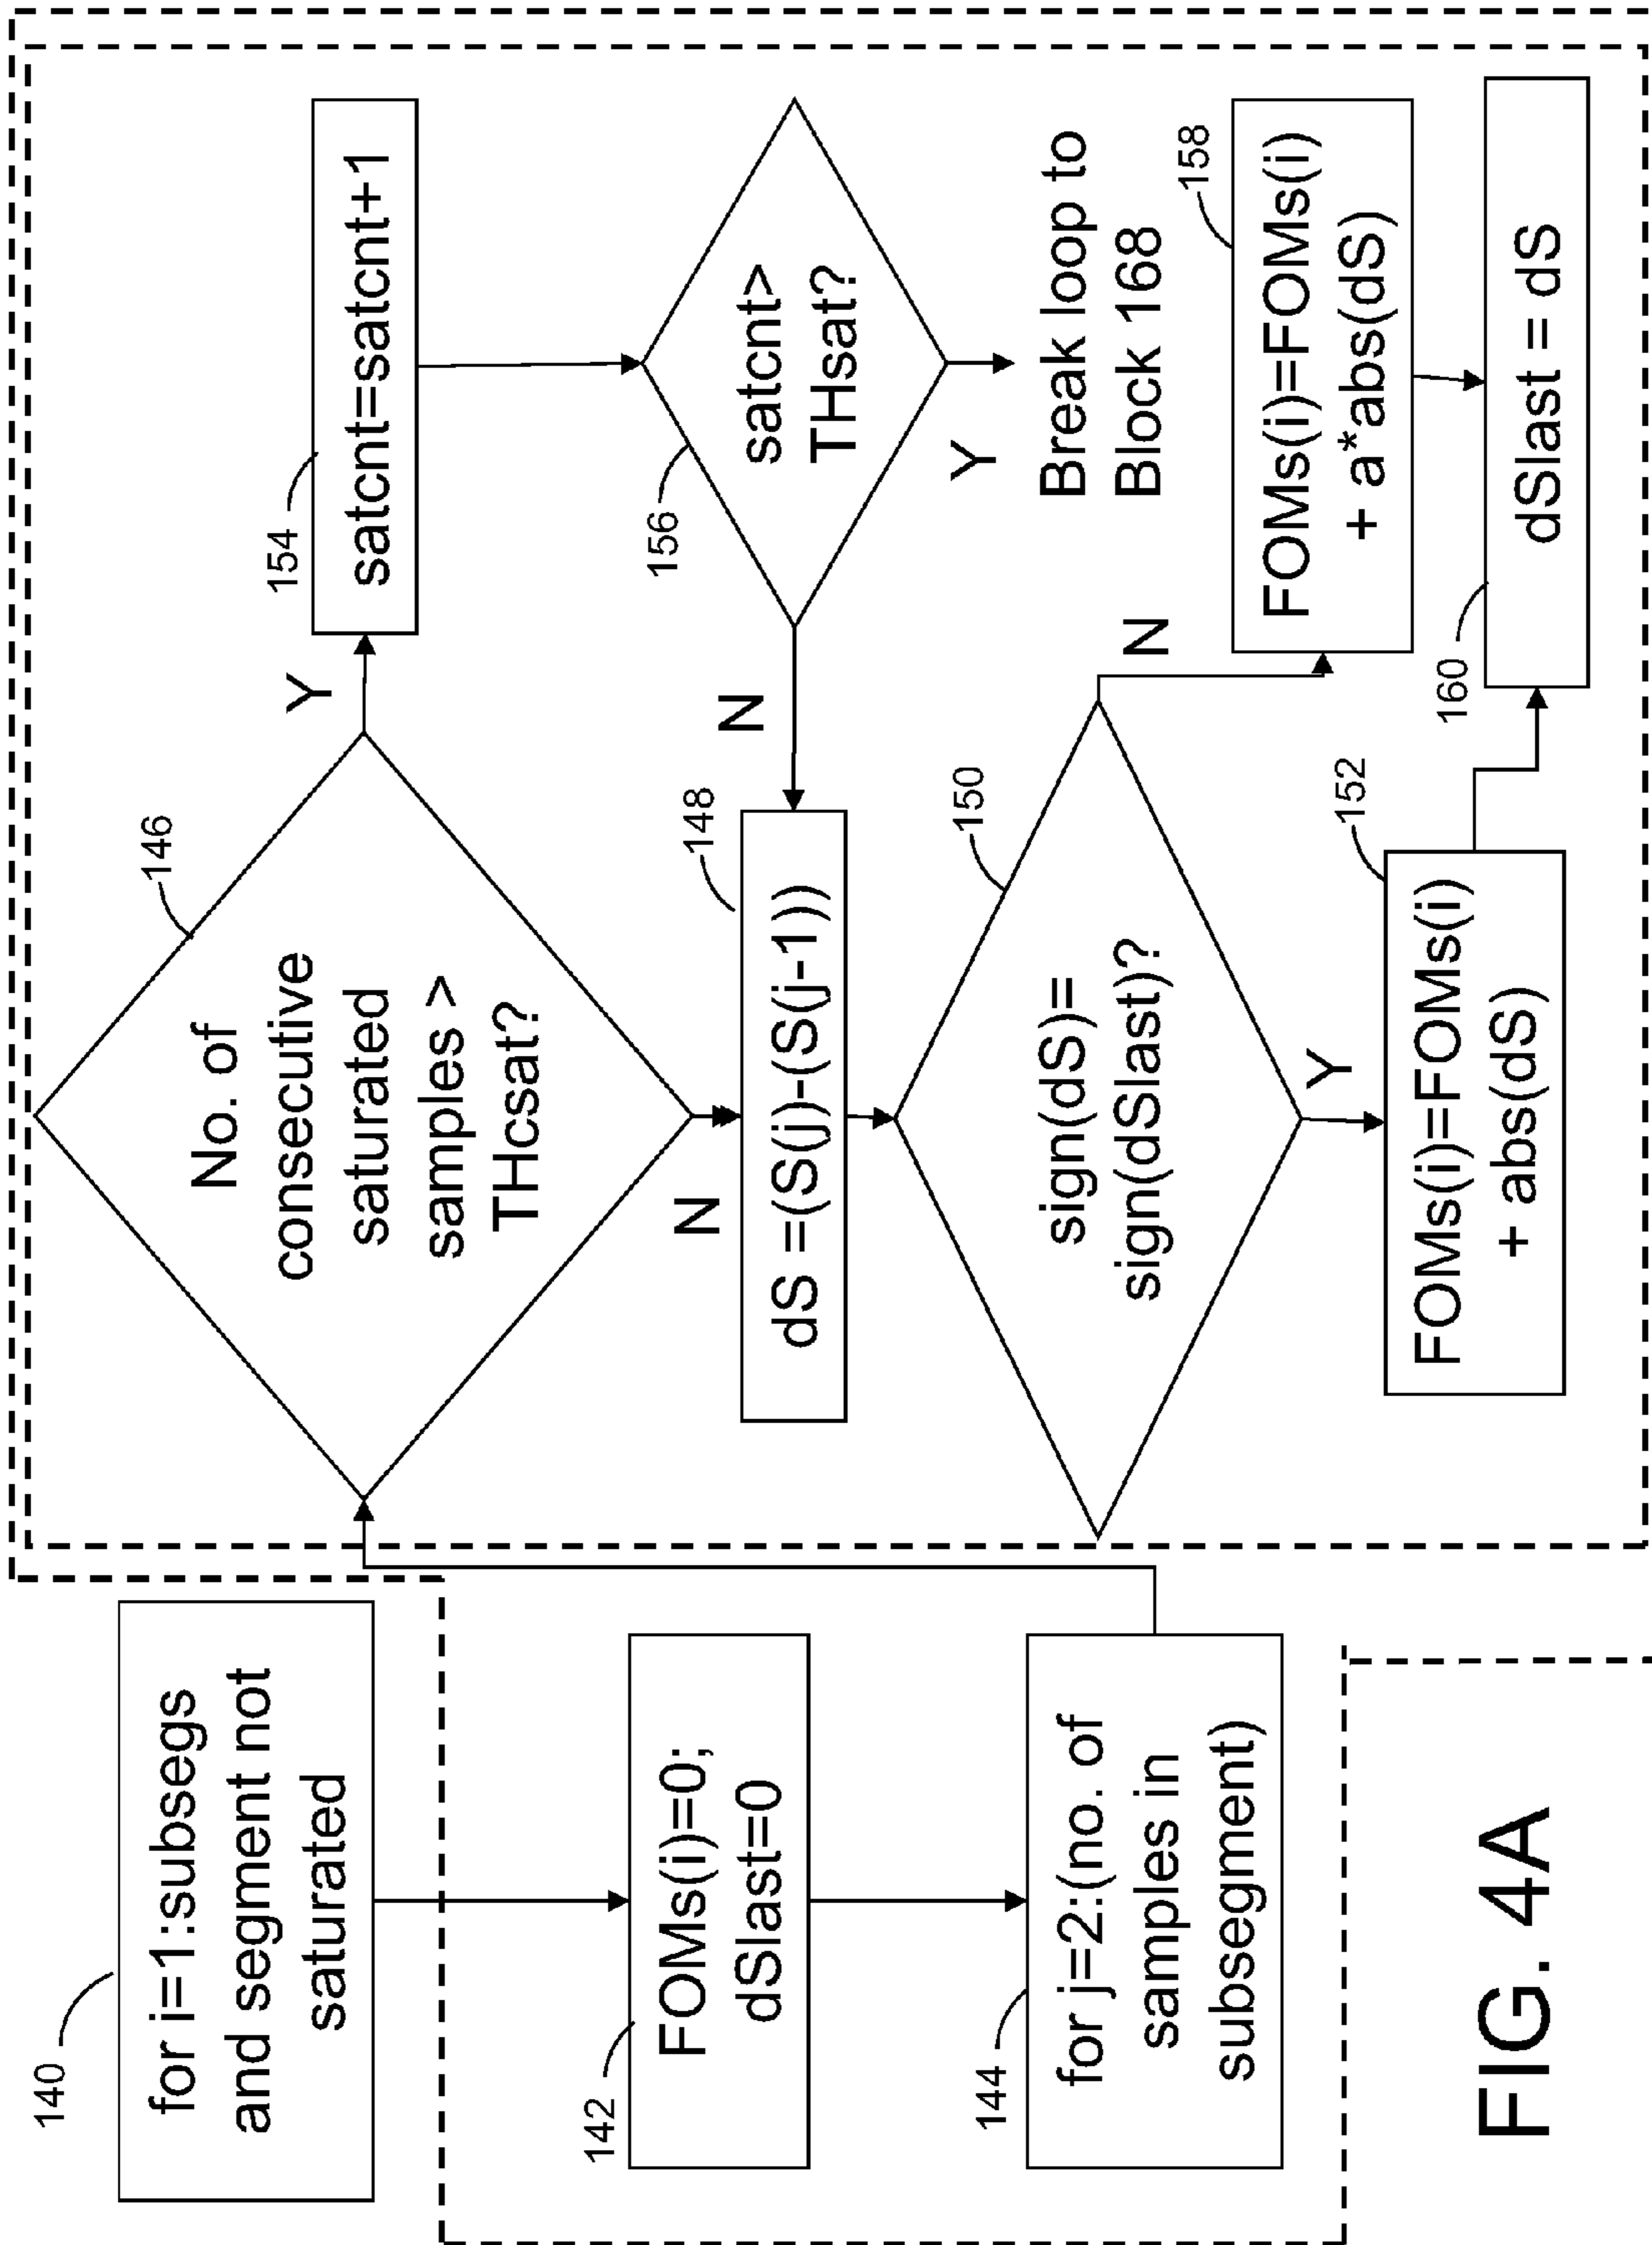 140
for i=1:subsegs
and segment not
saturated
142
FOMs(i)=0;
dSlast=0
144
for j=2:(no. of
samples in
subsegment)
146
No. of
consecutive
saturated
samples >
THcsat?
Y
N
154
satcnt=satcnt+1
156
satcnt>
THsat?
N
Y
Break loop to
Block 168
148
dS =(S(j)-(S(j-1))
150
sign(dS)=
sign(dSlast)?
N
Y
152
FOMs(i)=FOMs(i)
+ abs(dS)
158
FOMs(i)=FOMs(i)
+ a*abs(dS)
160
dSlast = dS
FIG. 4A